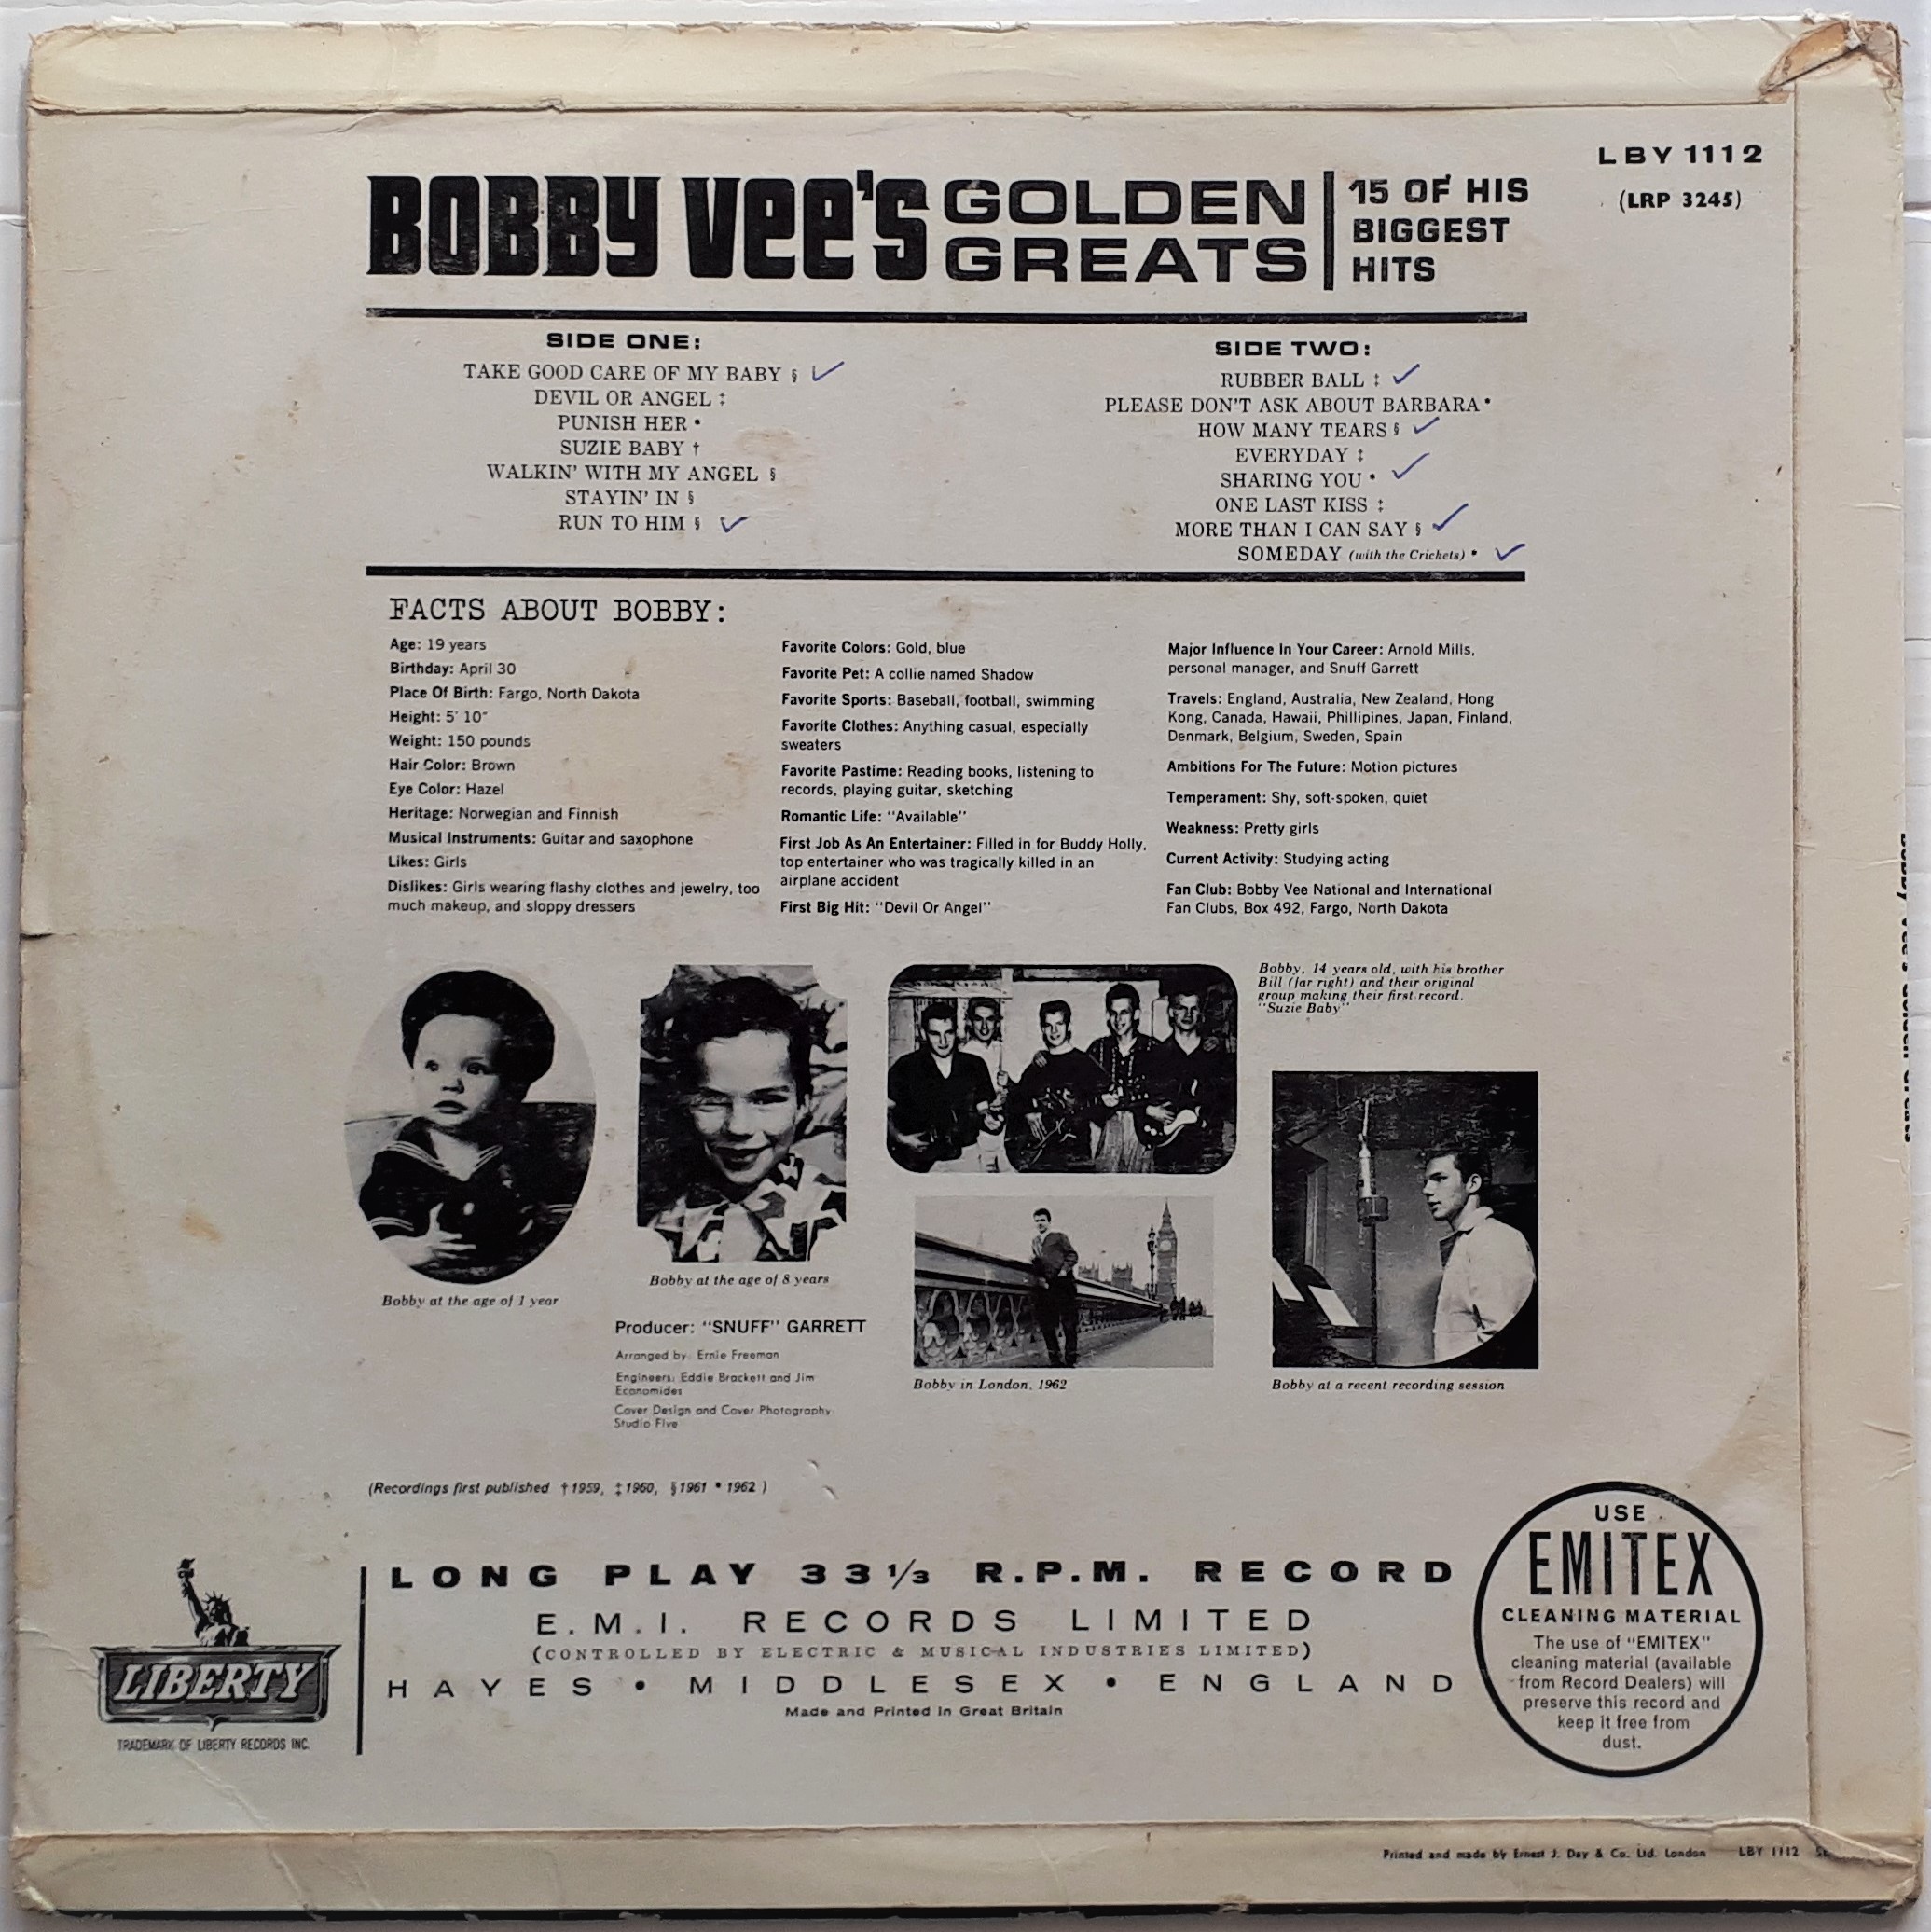 LBY 1112
(LRP 3245)
BOBBY Vee's GOLDEN GREATS
15 OF HIS
BIGGEST
HITS
SIDE ONE:
TAKE GOOD CARE OF MY BABY §
DEVIL OR ANGEL ‡
PUNISH HER •
SUZIE BABY †
WALKIN' WITH MY ANGEL §
STAYIN' IN §
RUN TO HIM §
SIDE TWO:
RUBBER BALL ‡
PLEASE DON'T ASK ABOUT BARBARA •
HOW MANY TEARS §
EVERYDAY ‡
SHARING YOU •
ONE LAST KISS ‡
MORE THAN I CAN SAY §
SOMEDAY (with the Crickets) •
FACTS ABOUT BOBBY:
Age: 19 years
Birthday: April 30
Place Of Birth: Fargo, North Dakota
Height: 5' 10"
Weight: 150 pounds
Hair Color: Brown
Eye Color: Hazel
Heritage: Norwegian and Finnish
Musical Instruments: Guitar and saxophone
Likes: Girls
Dislikes: Girls wearing flashy clothes and jewelry, too
much makeup, and sloppy dressers
Favorite Colors: Gold, blue
Favorite Pet: A collie named Shadow
Favorite Sports: Baseball, football, swimming
Favorite Clothes: Anything casual, especially
sweaters
Favorite Pastime: Reading books, listening to
records, playing guitar, sketching
Romantic Life: "Available"
First Job As An Entertainer: Filled in for Buddy Holly,
top entertainer who was tragically killed in an
airplane accident
First Big Hit: "Devil Or Angel"
Major Influence In Your Career: Arnold Mills,
personal manager, and Snuff Garrett
Travels: England, Australia, New Zealand, Hong
Kong, Canada, Hawaii, Phillipines, Japan, Finland,
Denmark, Belgium, Sweden, Spain
Ambitions For The Future: Motion pictures
Temperament: Shy, soft-spoken, quiet
Weakness: Pretty girls
Current Activity: Studying acting
Fan Club: Bobby Vee National and International
Fan Clubs, Box 492, Fargo, North Dakota
Bobby, 14 years old, with his brother
Bill (far right) and their original
group making their first record.
"Suzie Baby"
Bobby at the age of 1 year
Bobby at the age of 8 years
Bobby in London, 1962
Bobby at a recent recording session
Producer: "SNUFF" GARRETT
Arranged by: Ernie Freeman
Engineers: Eddie Brackett and Jim
Economides
Cover Design and Cover Photography:
Studio Five
(Recordings first published †1959, ‡1960, §1961 •1962 )
LIBERTY
TRADEMARK OF LIBERTY RECORDS INC.
LONG PLAY 33⅓ R.P.M. RECORD
E.M.I. RECORDS LIMITED
(CONTROLLED BY ELECTRIC & MUSICAL INDUSTRIES LIMITED)
HAYES • MIDDLESEX • ENGLAND
Made and Printed In Great Britain
USE
EMITEX
CLEANING MATERIAL
The use of "EMITEX"
cleaning material (available
from Record Dealers) will
preserve this record and
keep it free from
dust.
Printed and made by Ernest J. Day & Co. Ltd. London LBY 1112